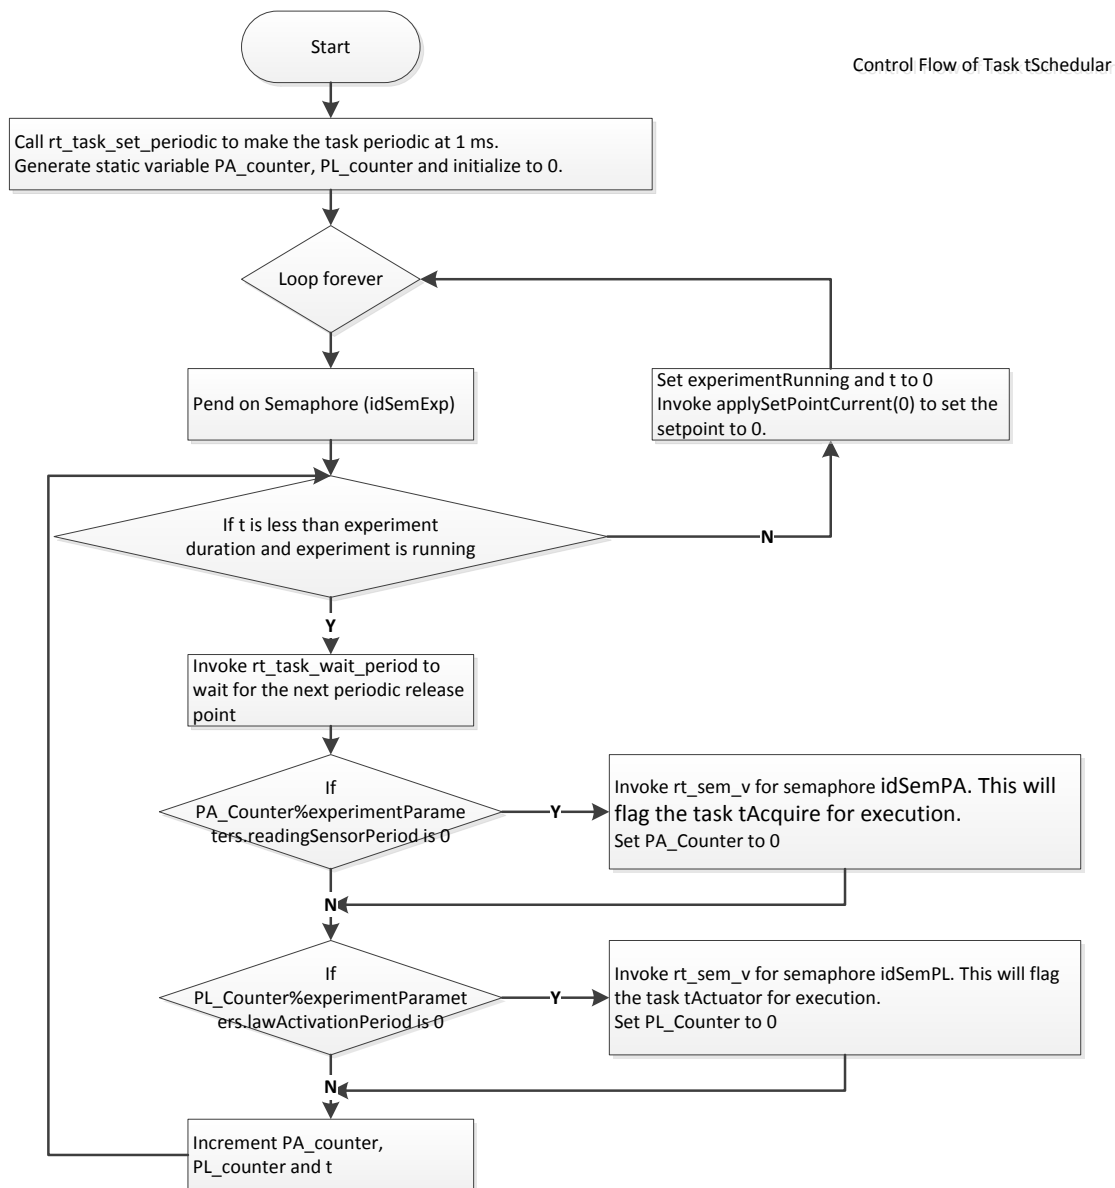 Start
Control Flow of Task tSchedular
Call rt_task_set_periodic to make the task periodic at 1 ms.
Generate static variable PA_counter, PL_counter and initialize to 0.
Loop forever
Pend on Semaphore (idSemExp)
Set experimentRunning and t to 0
Invoke applySetPointCurrent(0) to set the
setpoint to 0.
If t is less than experiment
duration and experiment is running
N
Y
Invoke rt_task_wait_period to
wait for the next periodic release
point
If
PA_Counter%experimentParame
ters.readingSensorPeriod is 0
Y
Invoke rt_sem_v for semaphore idSemPA. This will
flag the task tAcquire for execution.
Set PA_Counter to 0
N
If
PL_Counter%experimentParamet
ers.lawActivationPeriod is 0
Y
Invoke rt_sem_v for semaphore idSemPL. This will flag
the task tActuator for execution.
Set PL_Counter to 0
N
Increment PA_counter,
PL_counter and t